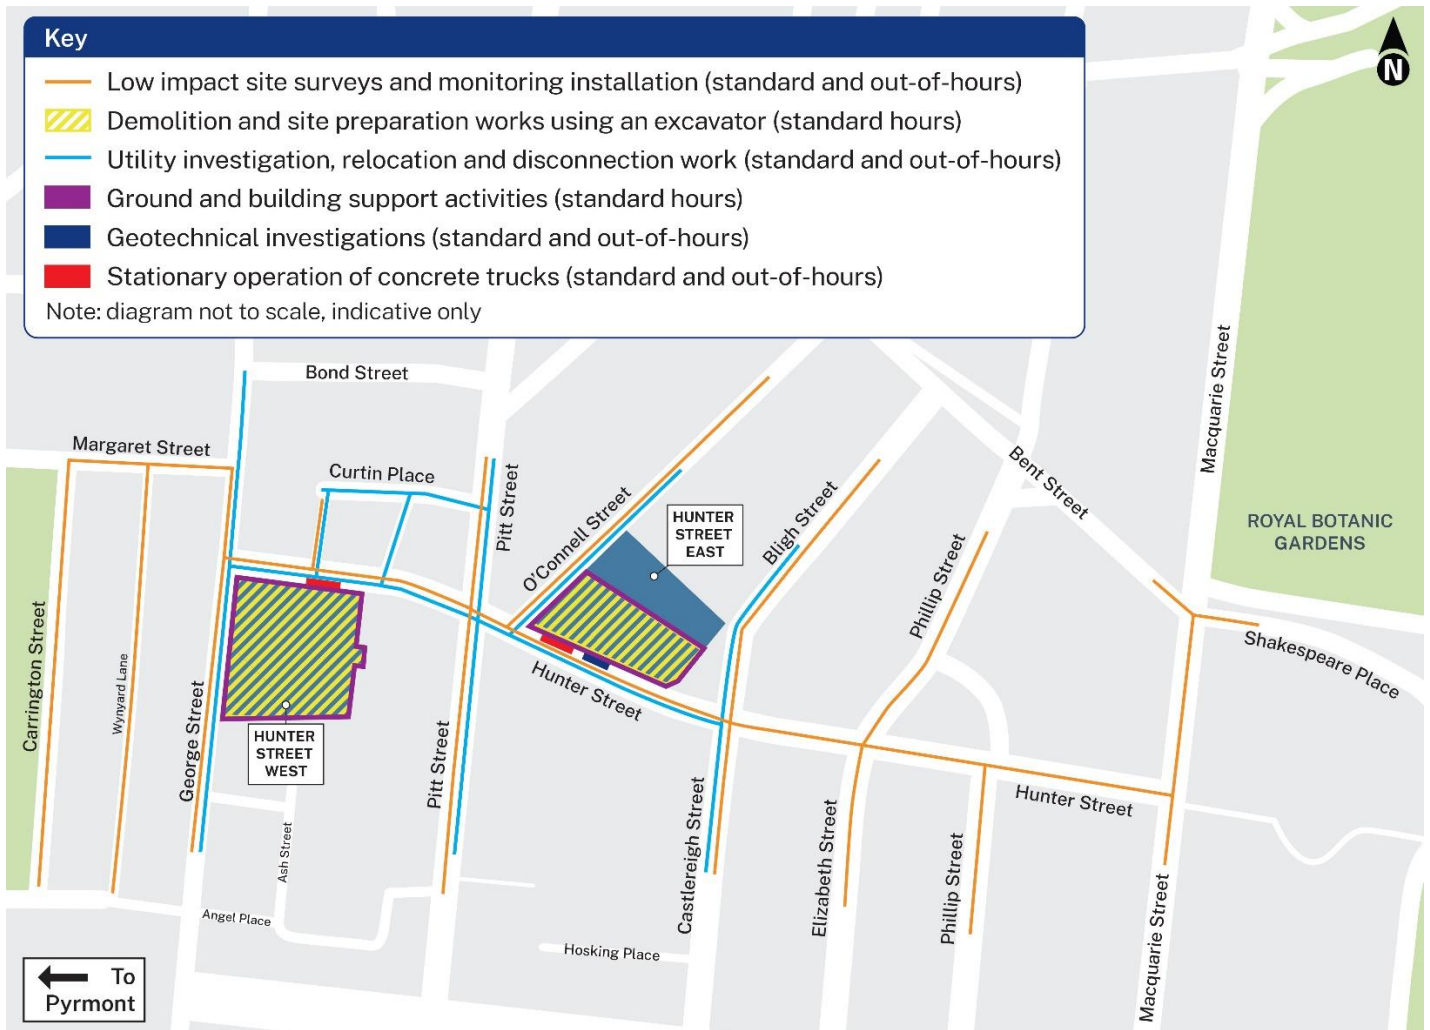 Key
Low impact site surveys and monitoring installation (standard and out-of-hours)
Demolition and site preparation works using an excavator (standard hours)
Utility investigation, relocation and disconnection work (standard and out-of-hours)
Ground and building support activities (standard hours)
Geotechnical investigations (standard and out-of-hours)
Stationary operation of concrete trucks (standard and out-of-hours)
Note: diagram not to scale, indicative only
N
Macquarie Street
Bond Street
Margaret Street
Curtin Place
Pitt Street
O'Connell Street
HUNTER
STREET
EAST
Bligh Street
Bent Street
ROYAL BOTANIC
GARDENS
Phillip Street
Carrington Street
Wynyard Lane
George Street
HUNTER
STREET
WEST
Hunter Street
Shakespeare Place
Pitt Street
Ash Street
Castlereigh Street
Elizabeth Street
Phillip Street
Hunter Street
Macquarie Street
Angel Place
Hosking Place
To
Pyrmont